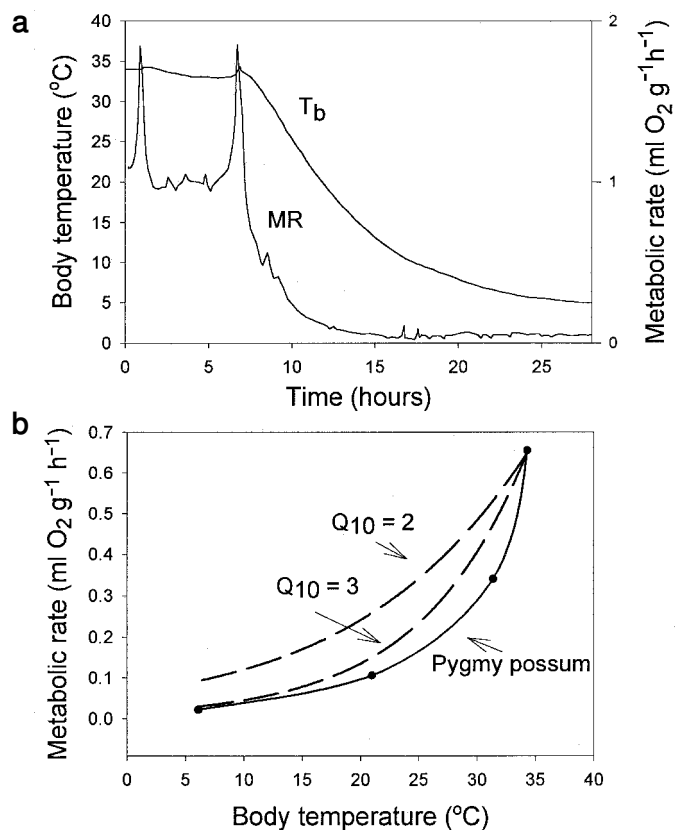 a
Body temperature (°C)
40
35
30
25
20
15
10
5
0
T_b
MR
2
1
0
Metabolic rate (ml O₂ g⁻¹h⁻¹)
0 5 10 15 20 25
Time (hours)
b
Metabolic rate (ml O₂ g⁻¹ h⁻¹)
0.7
0.6
0.5
0.4
0.3
0.2
0.1
0.0
Q₁₀ = 2
Q₁₀ = 3
Pygmy possum
0 5 10 15 20 25 30 35 40
Body temperature (°C)